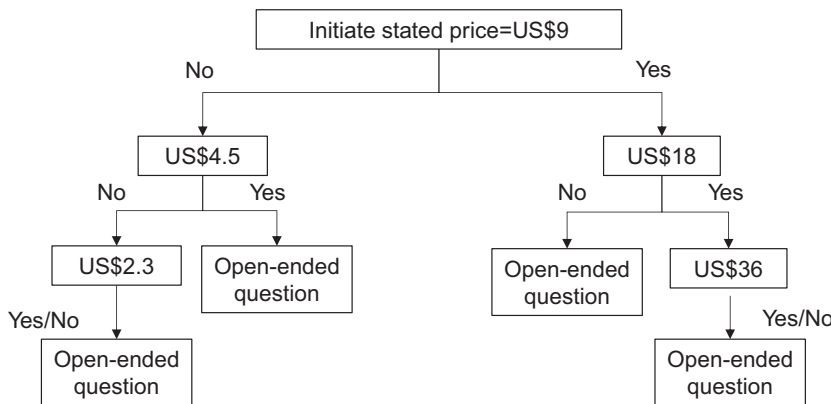 Initiate stated price=US$9
No
Yes
US$4.5
US$18
No
Yes
No
Yes
US$2.3
Open-ended
question
Open-ended
question
US$36
Yes/No
Yes/No
Open-ended
question
Open-ended
question